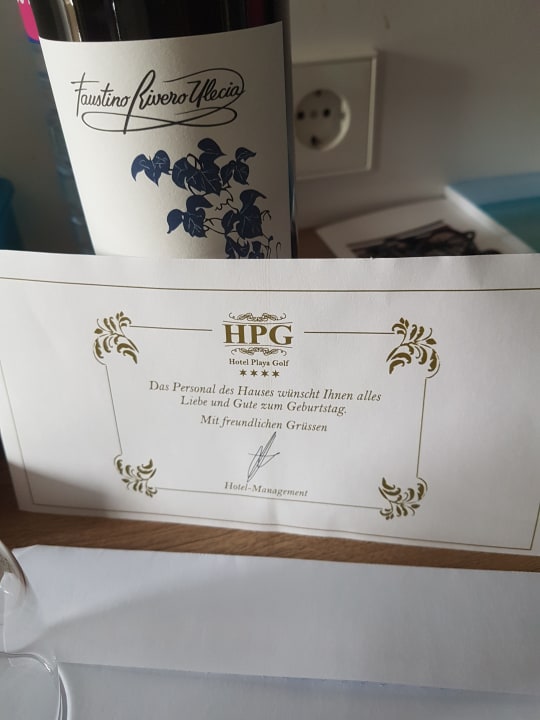 Faustino Rivero Ulecia
HPG
Hotel Playa Golf
★★★★
Das Personal des Hauses wünscht Ihnen alles
Liebe und Gute zum Geburtstag.
Mit freundlichen Grüssen
Hotel-Management